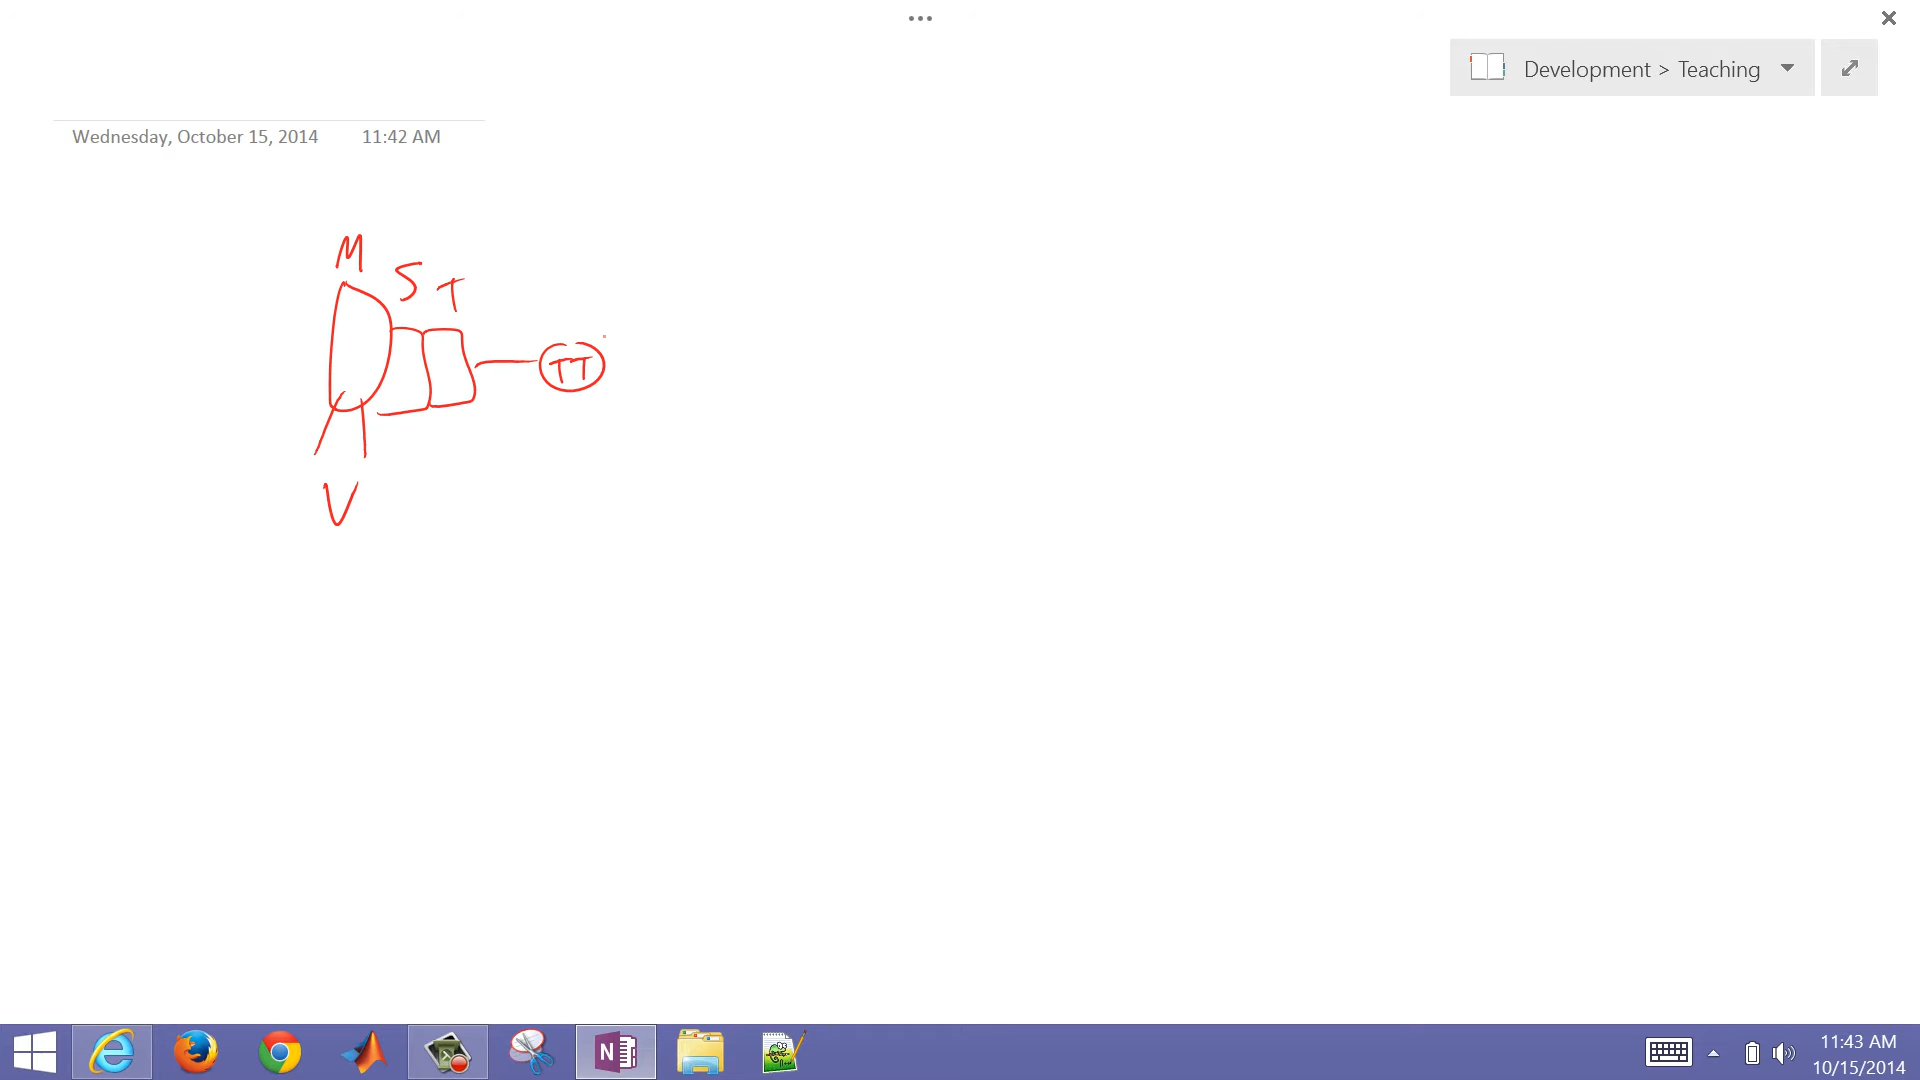 Development > Teaching
Wednesday, October 15, 2014 11:42 AM
M
S T
TT
V
N
11:43 AM
10/15/2014